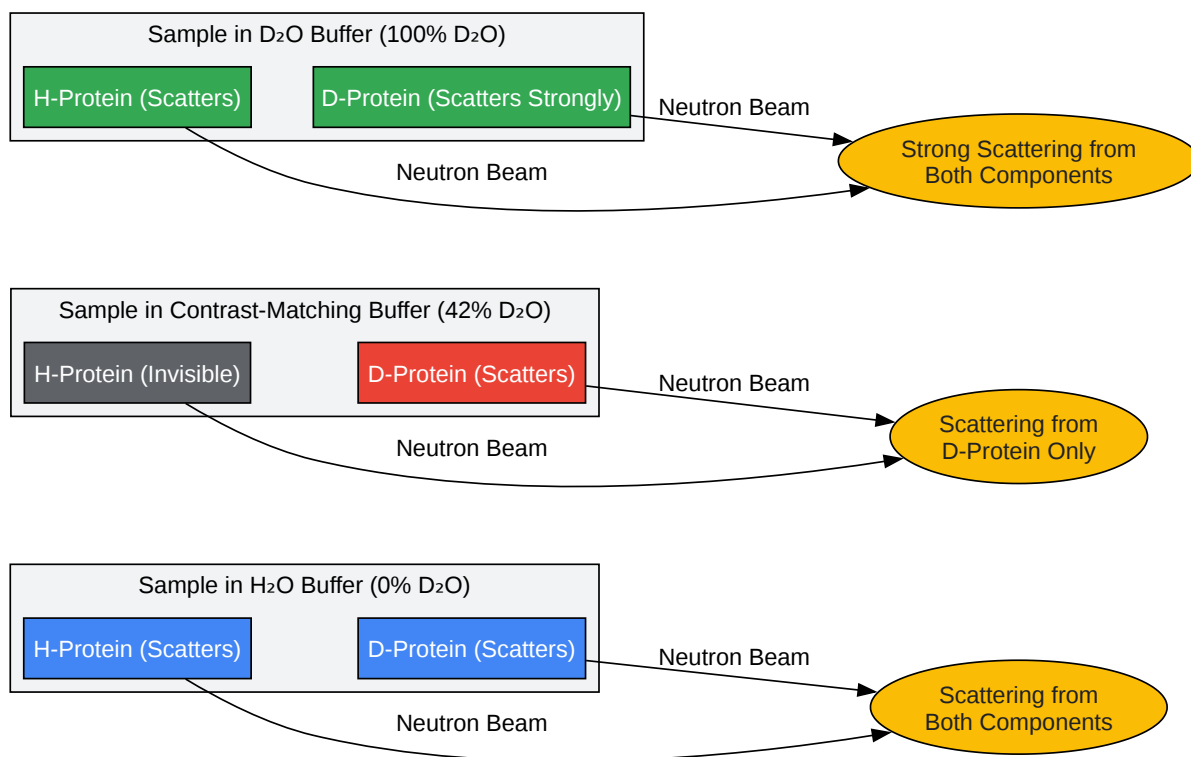 Sample in D₂O Buffer (100% D₂O)
H-Protein (Scatters)
D-Protein (Scatters Strongly)
Neutron Beam
Neutron Beam
Strong Scattering from
Both Components
Sample in Contrast-Matching Buffer (42% D₂O)
H-Protein (Invisible)
D-Protein (Scatters)
Neutron Beam
Neutron Beam
Scattering from
D-Protein Only
Sample in H₂O Buffer (0% D₂O)
H-Protein (Scatters)
D-Protein (Scatters)
Neutron Beam
Neutron Beam
Scattering from
Both Components